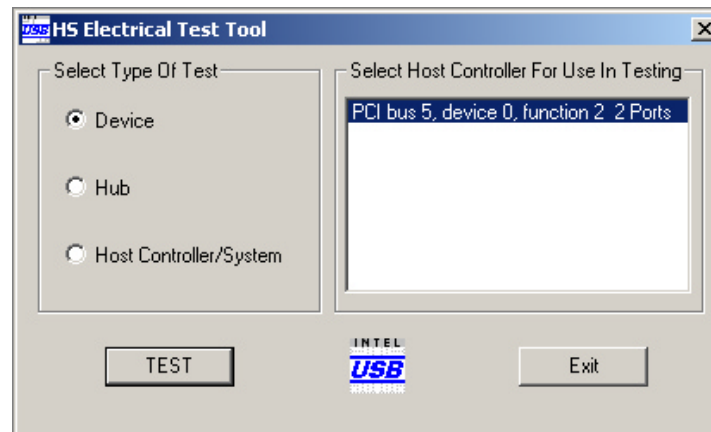 USB HS Electrical Test Tool
Select Type Of Test
Select Host Controller For Use In Testing
Device
PCI bus 5, device 0, function 2 2 Ports
Hub
Host Controller/System
TEST
INTEL
USB
Exit